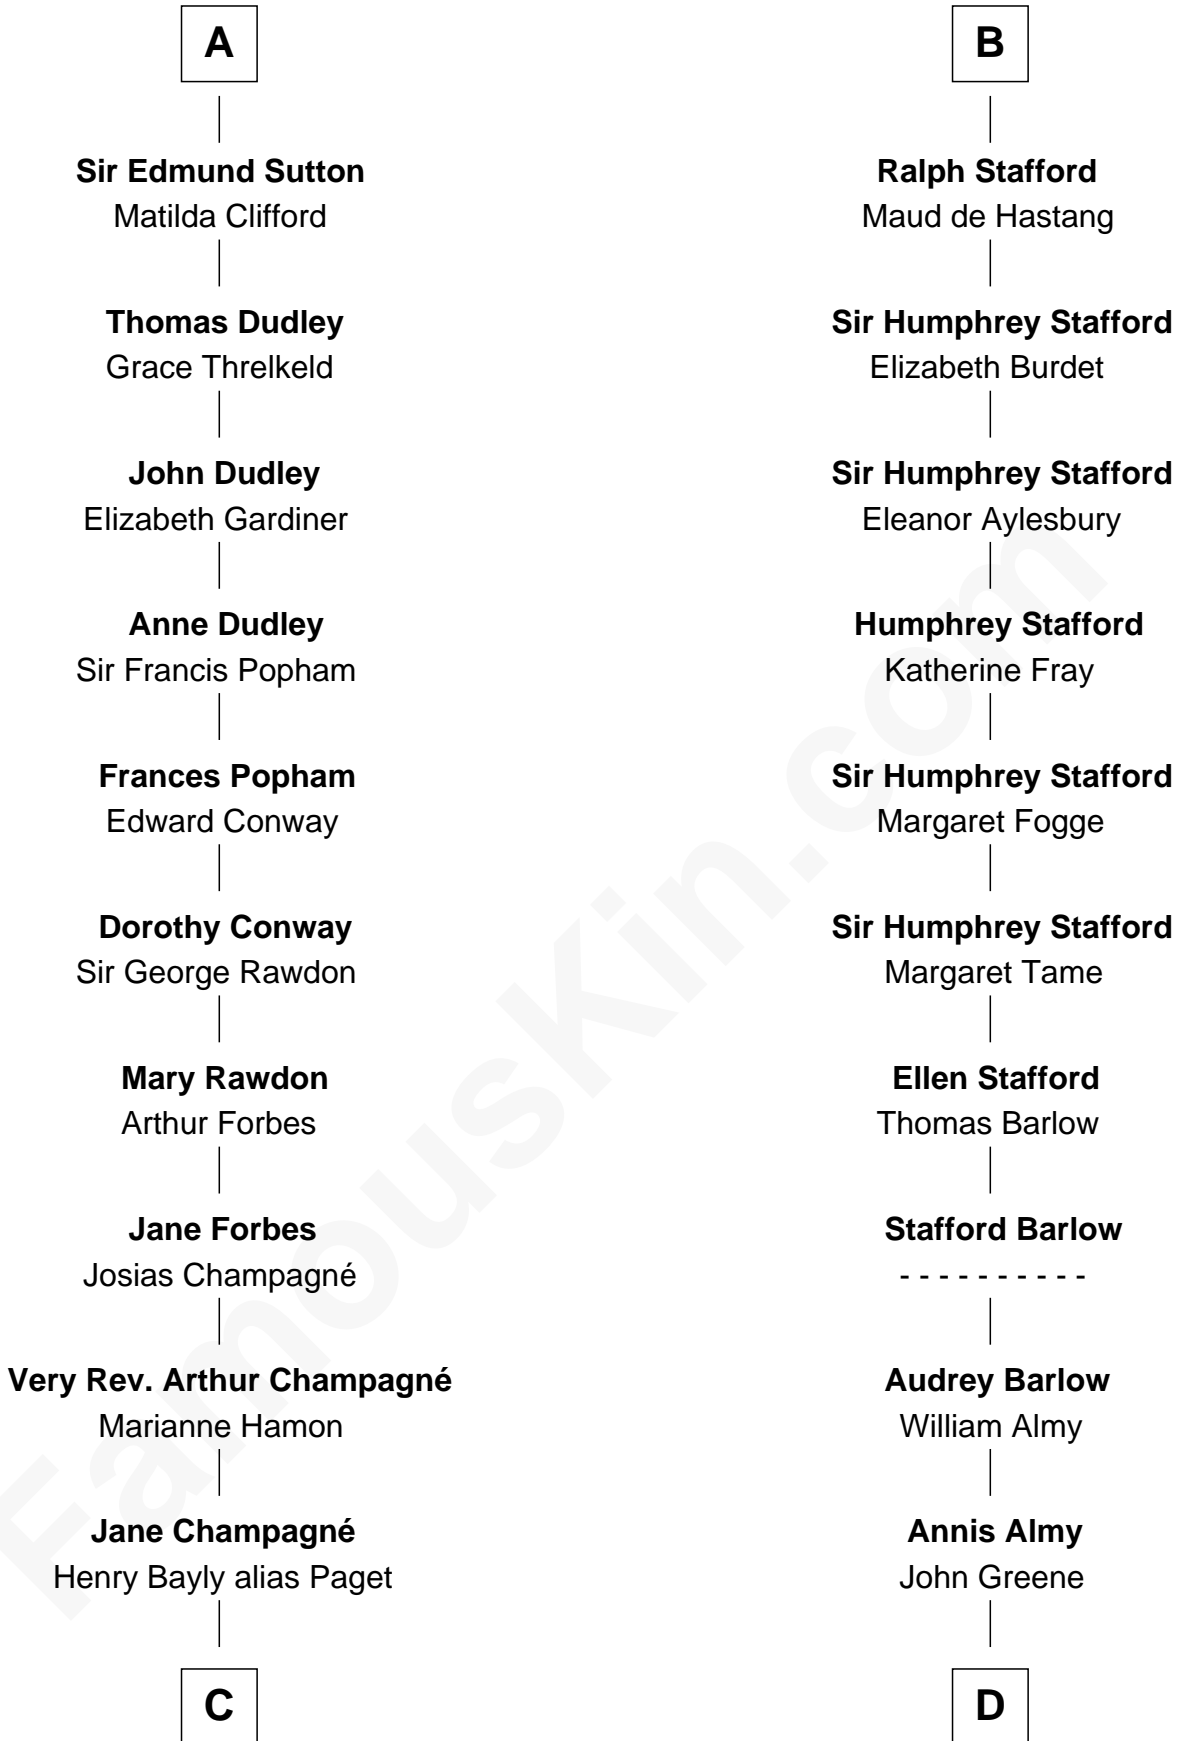 A
Sir Edmund Sutton
Matilda Clifford
Thomas Dudley
Grace Threlkeld
John Dudley
Elizabeth Gardiner
Anne Dudley
Sir Francis Popham
Frances Popham
Edward Conway
Dorothy Conway
Sir George Rawdon
Mary Rawdon
Arthur Forbes
Jane Forbes
Josias Champagné
Very Rev. Arthur Champagné
Marianne Hamon
Jane Champagné
Henry Bayly alias Paget
C
B
Ralph Stafford
Maud de Hastang
Sir Humphrey Stafford
Elizabeth Burdet
Sir Humphrey Stafford
Eleanor Aylesbury
Humphrey Stafford
Katherine Fray
Sir Humphrey Stafford
Margaret Fogge
Sir Humphrey Stafford
Margaret Tame
Ellen Stafford
Thomas Barlow
Stafford Barlow
- - - - - - - - - -
Audrey Barlow
William Almy
Annis Almy
John Greene
D
FamousKin.com